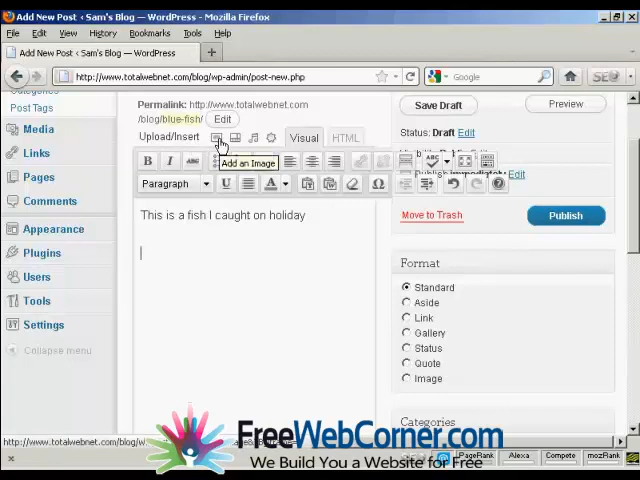 Add New Post ‹ Sam's Blog — WordPress - Mozilla Firefox
File Edit View History Bookmarks Tools Help
Add New Post ‹ Sam's Blog — WordPress
http://www.totalwebnet.com/blog/wp-admin/post-new.php
Google
Post Tags
Media
Links
Pages
Comments
Appearance
Plugins
Users
Tools
Settings
Collapse menu
Permalink: http://www.totalwebnet.com
/blog/blue-fish/ Edit
Upload/Insert
Visual HTML
Add an Image
B I ABC
Paragraph U A Ω
This is a fish I caught on holiday
Save Draft Preview
Status: Draft Edit
Publish immediately Edit
Move to Trash Publish
Format
Standard
Aside
Link
Gallery
Status
Quote
Image
Categories
FreeWebCorner.com
We Build You a Website for Free
PageRank Alexa Compete mozRank